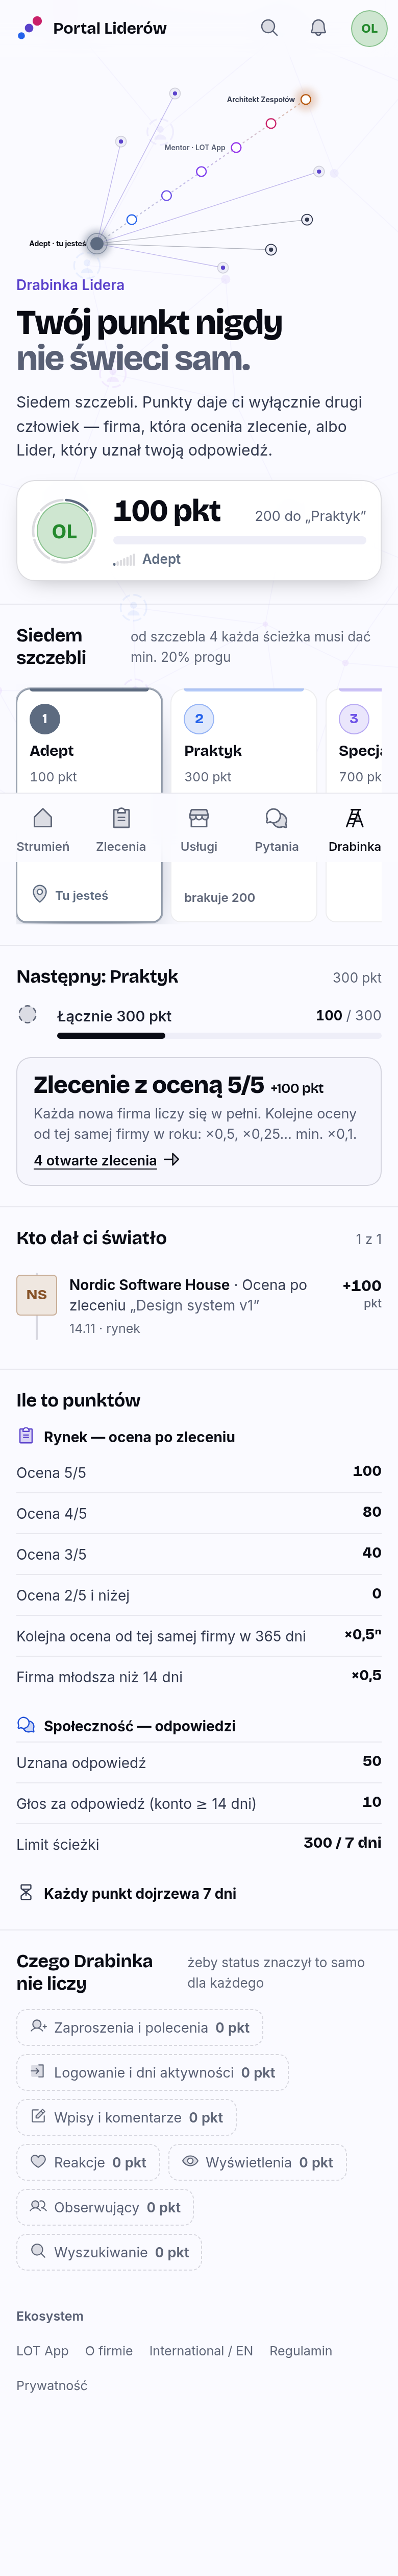 Portal Liderów
OL
Architekt Zespołów
Mentor · LOT App
Adept · tu jesteś
Drabinka Lidera
Twój punkt nigdy
nie świeci sam.
Siedem szczebli. Punkty daje ci wyłącznie drugi
człowiek — firma, która oceniła zlecenie, albo
Lider, który uznał twoją odpowiedź.
OL
100 pkt
200 do „Praktyk”
Adept
Siedem
szczebli
od szczebla 4 każda ścieżka musi dać
min. 20% progu
1
Adept
100 pkt
2
Praktyk
300 pkt
3
Specja
700 pk
Strumień
Zlecenia
Usługi
Pytania
Drabinka
Tu jesteś
brakuje 200
Następny: Praktyk
300 pkt
Łącznie 300 pkt
100 / 300
Zlecenie z oceną 5/5 +100 pkt
Każda nowa firma liczy się w pełni. Kolejne oceny
od tej samej firmy w roku: ×0,5, ×0,25… min. ×0,1.
4 otwarte zlecenia
Kto dał ci światło
1 z 1
NS
Nordic Software House · Ocena po
zleceniu „Design system v1”
14.11 · rynek
+100
pkt
Ile to punktów
Rynek — ocena po zleceniu
Ocena 5/5 100
Ocena 4/5 80
Ocena 3/5 40
Ocena 2/5 i niżej 0
Kolejna ocena od tej samej firmy w 365 dni ×0,5ⁿ
Firma młodsza niż 14 dni ×0,5
Społeczność — odpowiedzi
Uznana odpowiedź 50
Głos za odpowiedź (konto ≥ 14 dni) 10
Limit ścieżki 300 / 7 dni
Każdy punkt dojrzewa 7 dni
Czego Drabinka
nie liczy
żeby status znaczył to samo
dla każdego
Zaproszenia i polecenia 0 pkt
Logowanie i dni aktywności 0 pkt
Wpisy i komentarze 0 pkt
Reakcje 0 pkt
Wyświetlenia 0 pkt
Obserwujący 0 pkt
Wyszukiwanie 0 pkt
Ekosystem
LOT App O firmie International / EN Regulamin
Prywatność